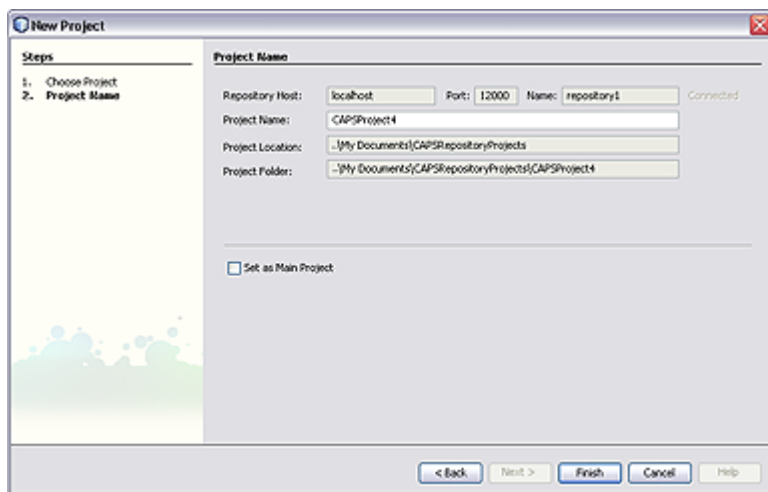 New Project
Steps
1. Choose Project
2. Project Name
Project Name
Repository Host: localhost Port: 12000 Name: repository1 Connected
Project Name: CAPSProject4
Project Location: ..\My Documents\CAPSRepositoryProjects
Project Folder: ..\My Documents\CAPSRepositoryProjects\CAPSProject4
Set as Main Project
< Back Next > Finish Cancel Help